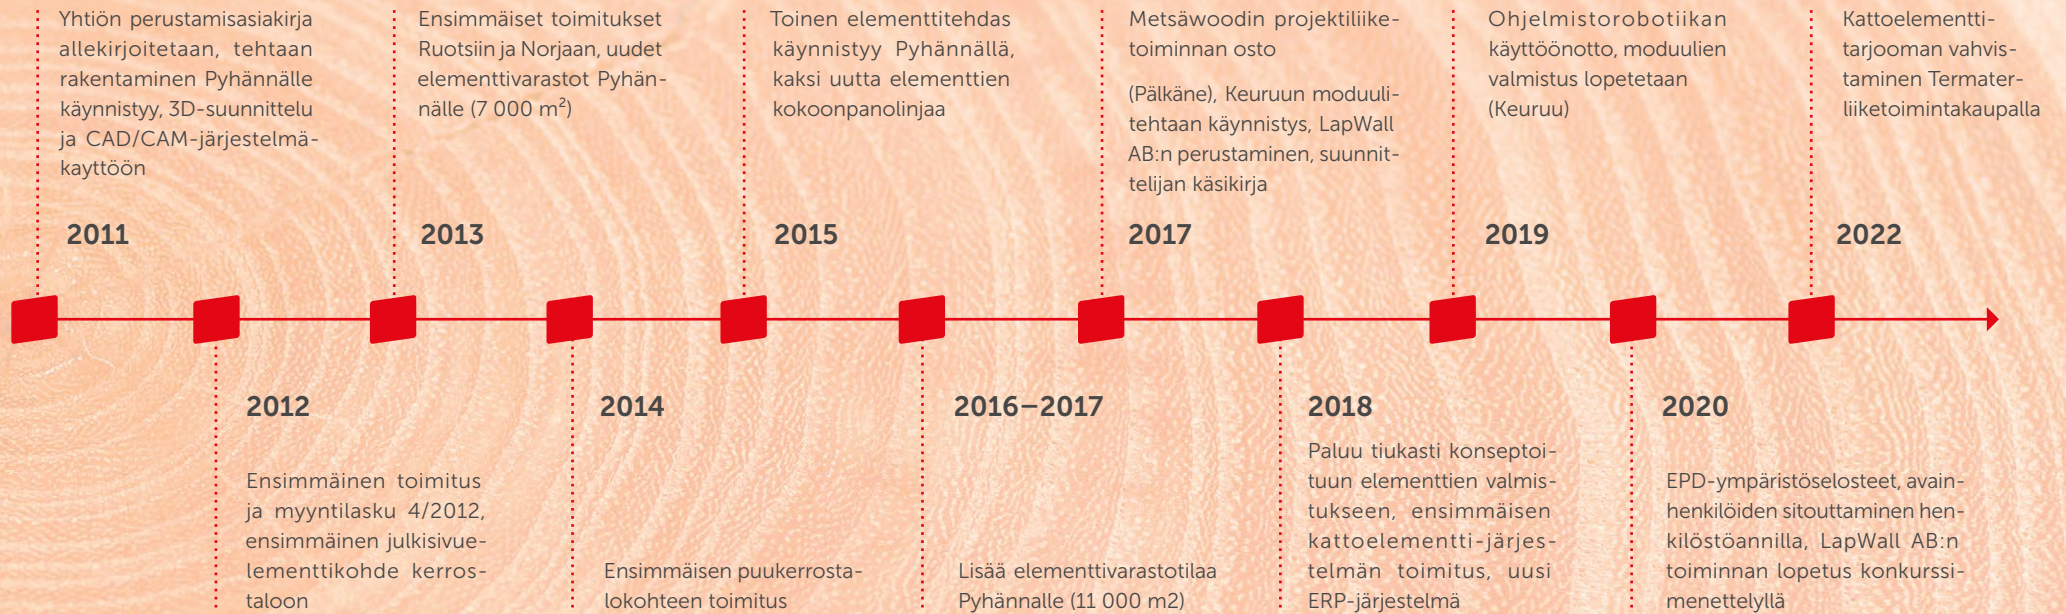 Yhtiön perustamisasiakirja
allekirjoitetaan, tehtaan
rakentaminen Pyhännälle
käynnistyy, 3D-suunnittelu
ja CAD/CAM-järjestelmä-
kayttöön
2011
Ensimmäinen toimitus
ja myyntilasku 4/2012,
ensimmäinen julkisivue-
lementtikohde kerros-
taloon
2012
Ensimmäiset toimitukset
Ruotsiin ja Norjaan, uudet
elementtivarastot Pyhän-
nälle (7 000 m²)
2013
2014
Ensimmäisen puukerrosta-
lokohteen toimitus
Toinen elementtitehdas
käynnistyy Pyhännällä,
kaksi uutta elementtien
kokoonpanolinjaa
2015
2016–2017
Lisää elementtivarastotilaa
Pyhännalle (11 000 m2)
Metsäwoodin projektiliike-
toiminnan osto
(Pälkäne), Keuruun moduuli-
tehtaan käynnistys, LapWall
AB:n perustaminen, suunnit-
telijan käsikirja
2017
2018
Paluu tiukasti konseptoi-
tuun elementtien valmis-
tukseen, ensimmäisen
kattoelementti-järjes-
telmän toimitus, uusi
ERP-järjestelmä
Ohjelmistorobotiikan
käyttöönotto, moduulien
valmistus lopetetaan
(Keuruu)
2019
2020
EPD-ympäristöselosteet, avain-
henkilöiden sitouttaminen hen-
kilöstöannilla, LapWall AB:n
toiminnan lopetus konkurssi-
menettelyllä
Kattoelementti-
tarjooman vahvis-
taminen Termater-
liiketoimintakaupalla
2022